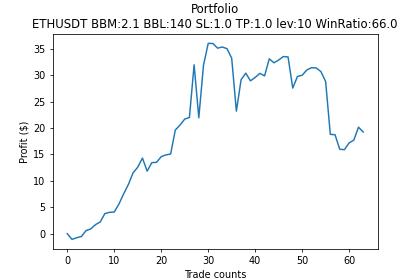 Portfolio
ETHUSDT BBM:2.1 BBL:140 SL:1.0 TP:1.0 lev:10 WinRatio:66.0
Profit ($)
35
30
25
20
15
10
5
0
0 10 20 30 40 50 60
Trade counts